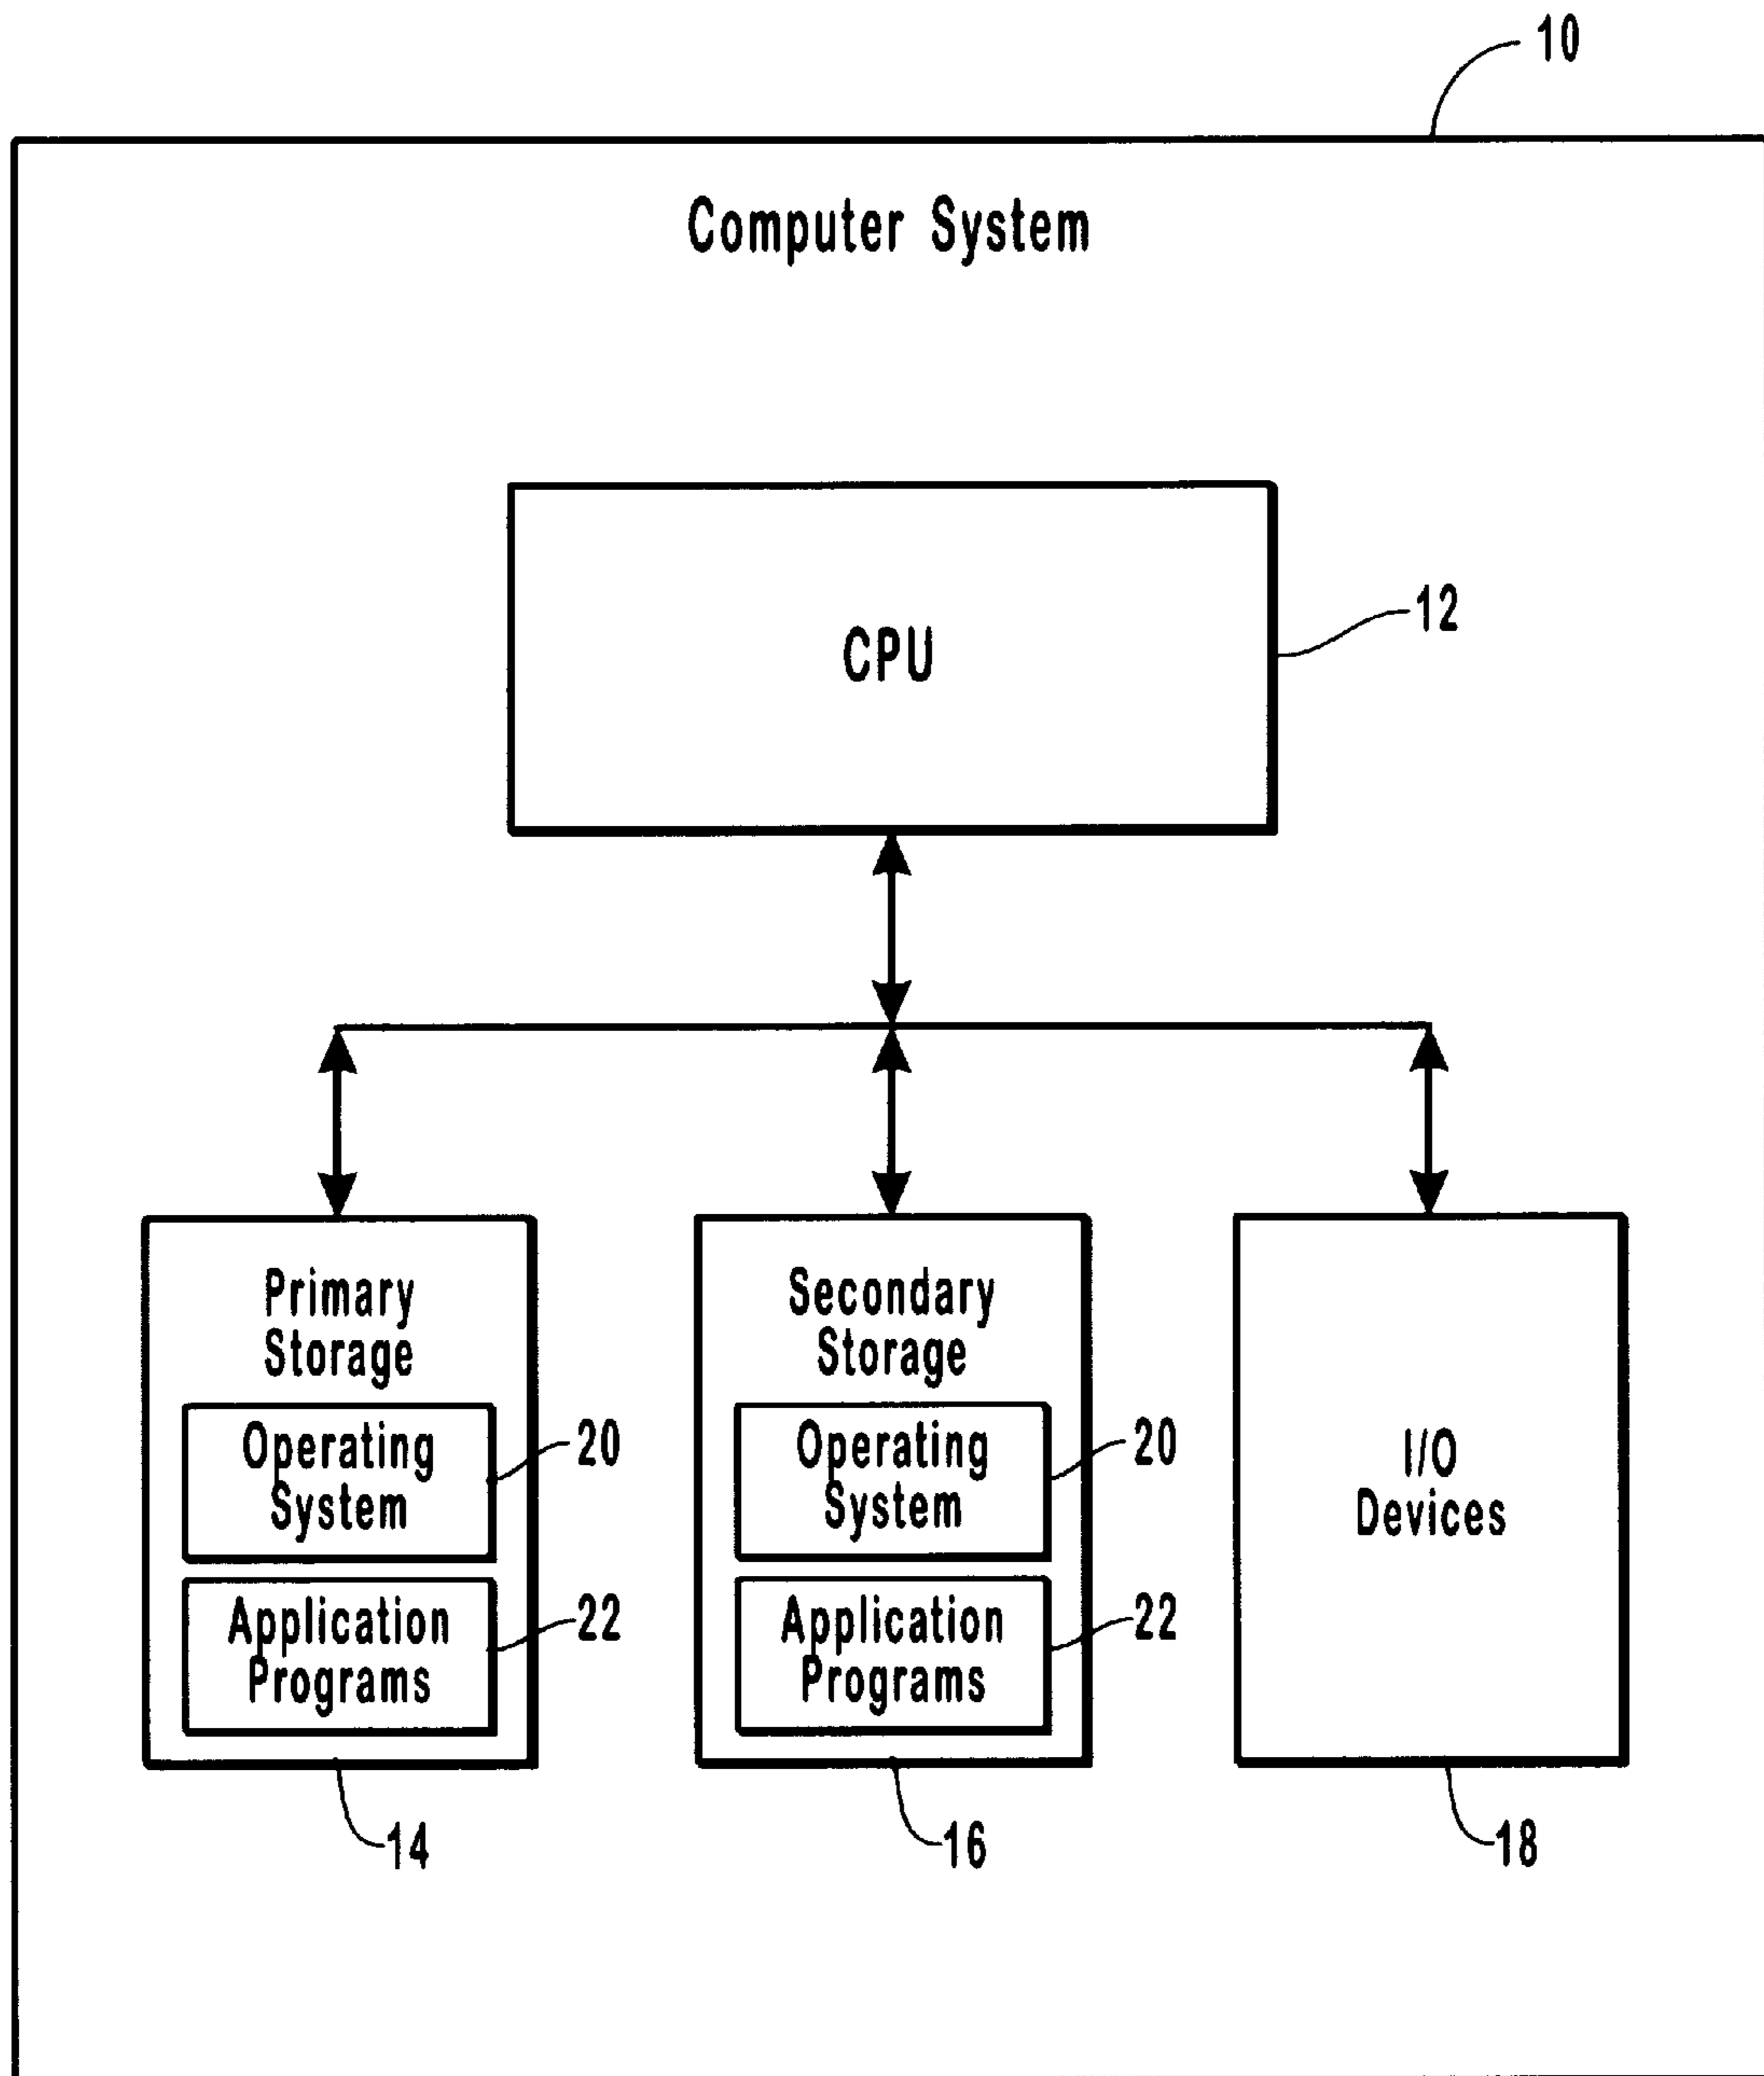 10
Computer System
CPU
12
Primary
Storage
Operating
System
20
Application
Programs
22
14
Secondary
Storage
Operating
System
20
Application
Programs
22
16
I/O
Devices
18